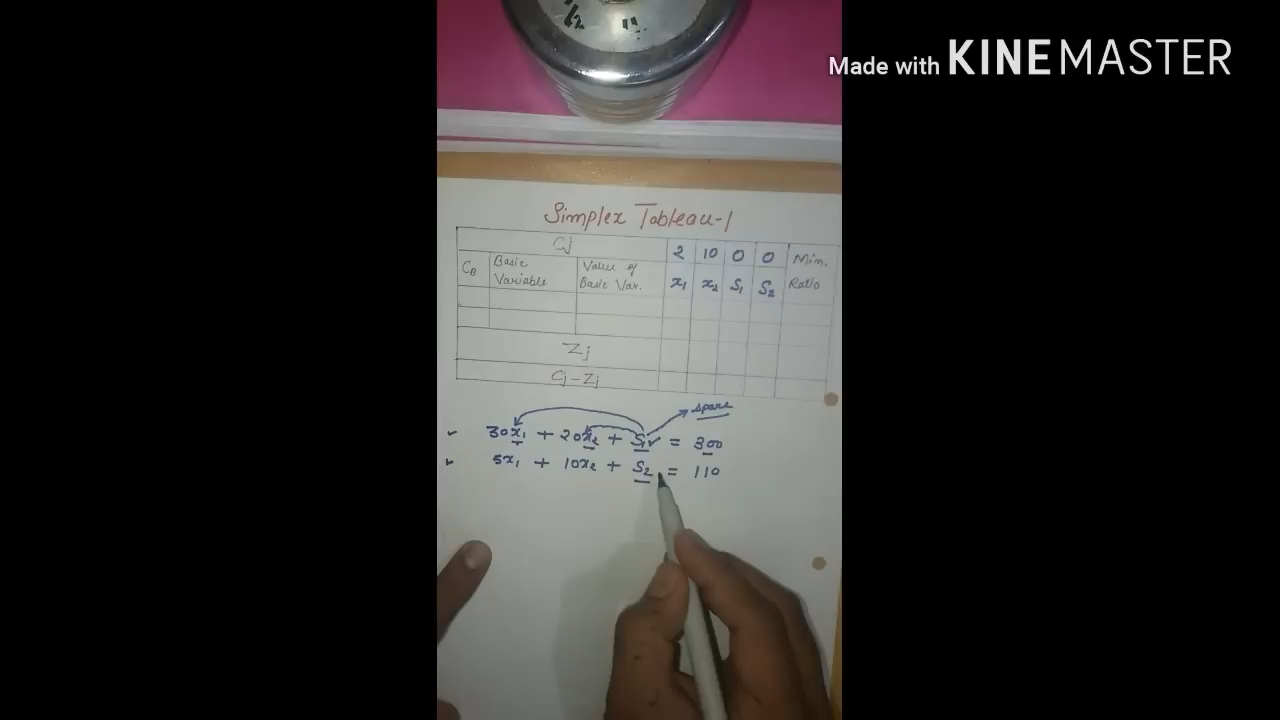 Made with KINEMASTER
Simplex Tableau-1
Cj 2 10 0 0 Min.
CB Basic Value of x1 x2 S1 S2 Ratio
Variable Basic Var.
Zj
Cj - Zj
spare
30x1 + 20x2 + S1 = 300
5x1 + 10x2 + S2 = 110